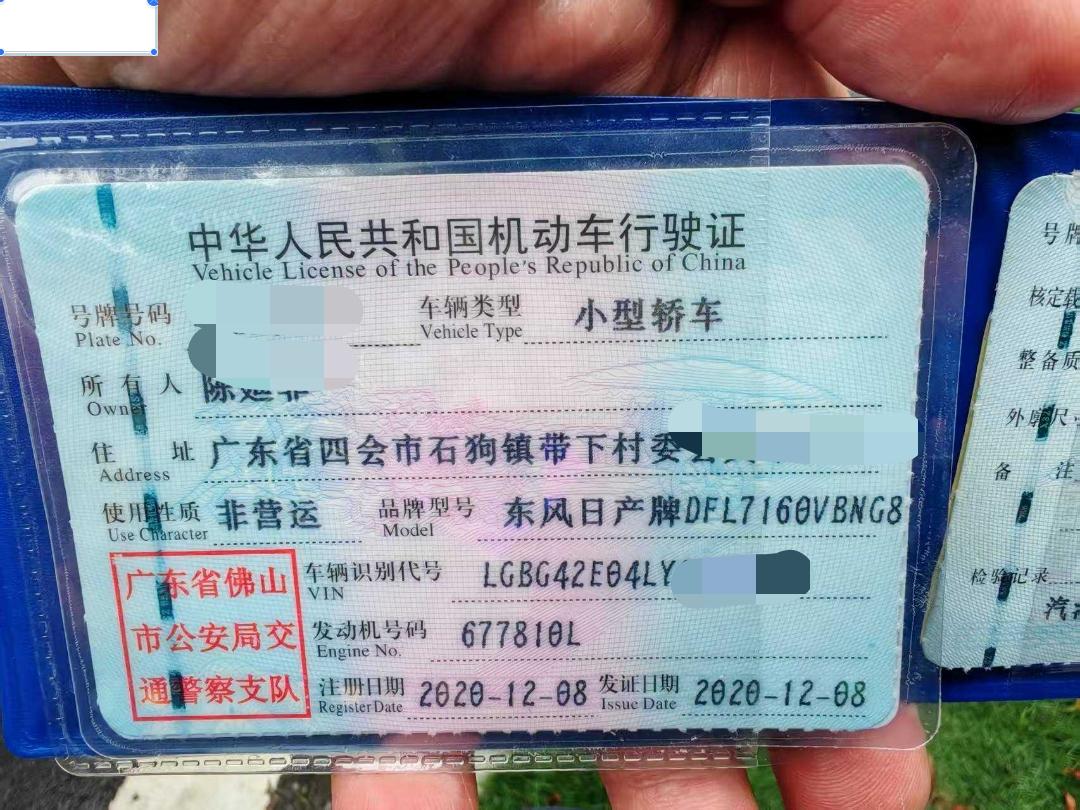 中华人民共和国机动车行驶证
Vehicle License of the People's Republic of China
号牌号码
Plate No.
车辆类型 小型轿车
Vehicle Type
所有人 陈
Owner
住址 广东省四会市石狗镇带下村委
Address
使用性质 非营运
Use Character
品牌型号 东风日产牌DFL7160VBNG8
Model
广东省佛山
市公安局交
通警察支队
车辆识别代号 LGBG42E04LY
VIN
发动机号码 677810L
Engine No.
注册日期 2020-12-08
Register Date
发证日期 2020-12-08
Issue Date
号牌
核定载
整备质
外廓尺
备注
检验记录